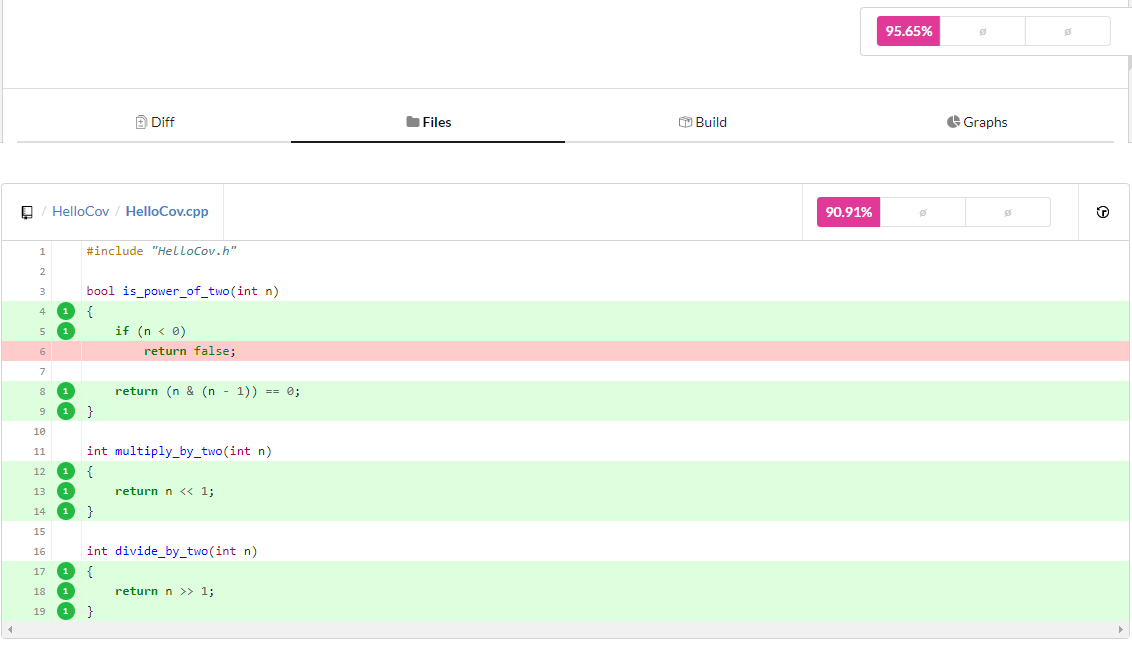 95.65% ø ø
Diff Files Build Graphs
/ HelloCov / HelloCov.cpp 90.91% ø ø
1 #include "HelloCov.h"
2
3 bool is_power_of_two(int n)
4 1 {
5 1 if (n < 0)
6 return false;
7
8 1 return (n & (n - 1)) == 0;
9 1 }
10
11 int multiply_by_two(int n)
12 1 {
13 1 return n << 1;
14 1 }
15
16 int divide_by_two(int n)
17 1 {
18 1 return n >> 1;
19 1 }